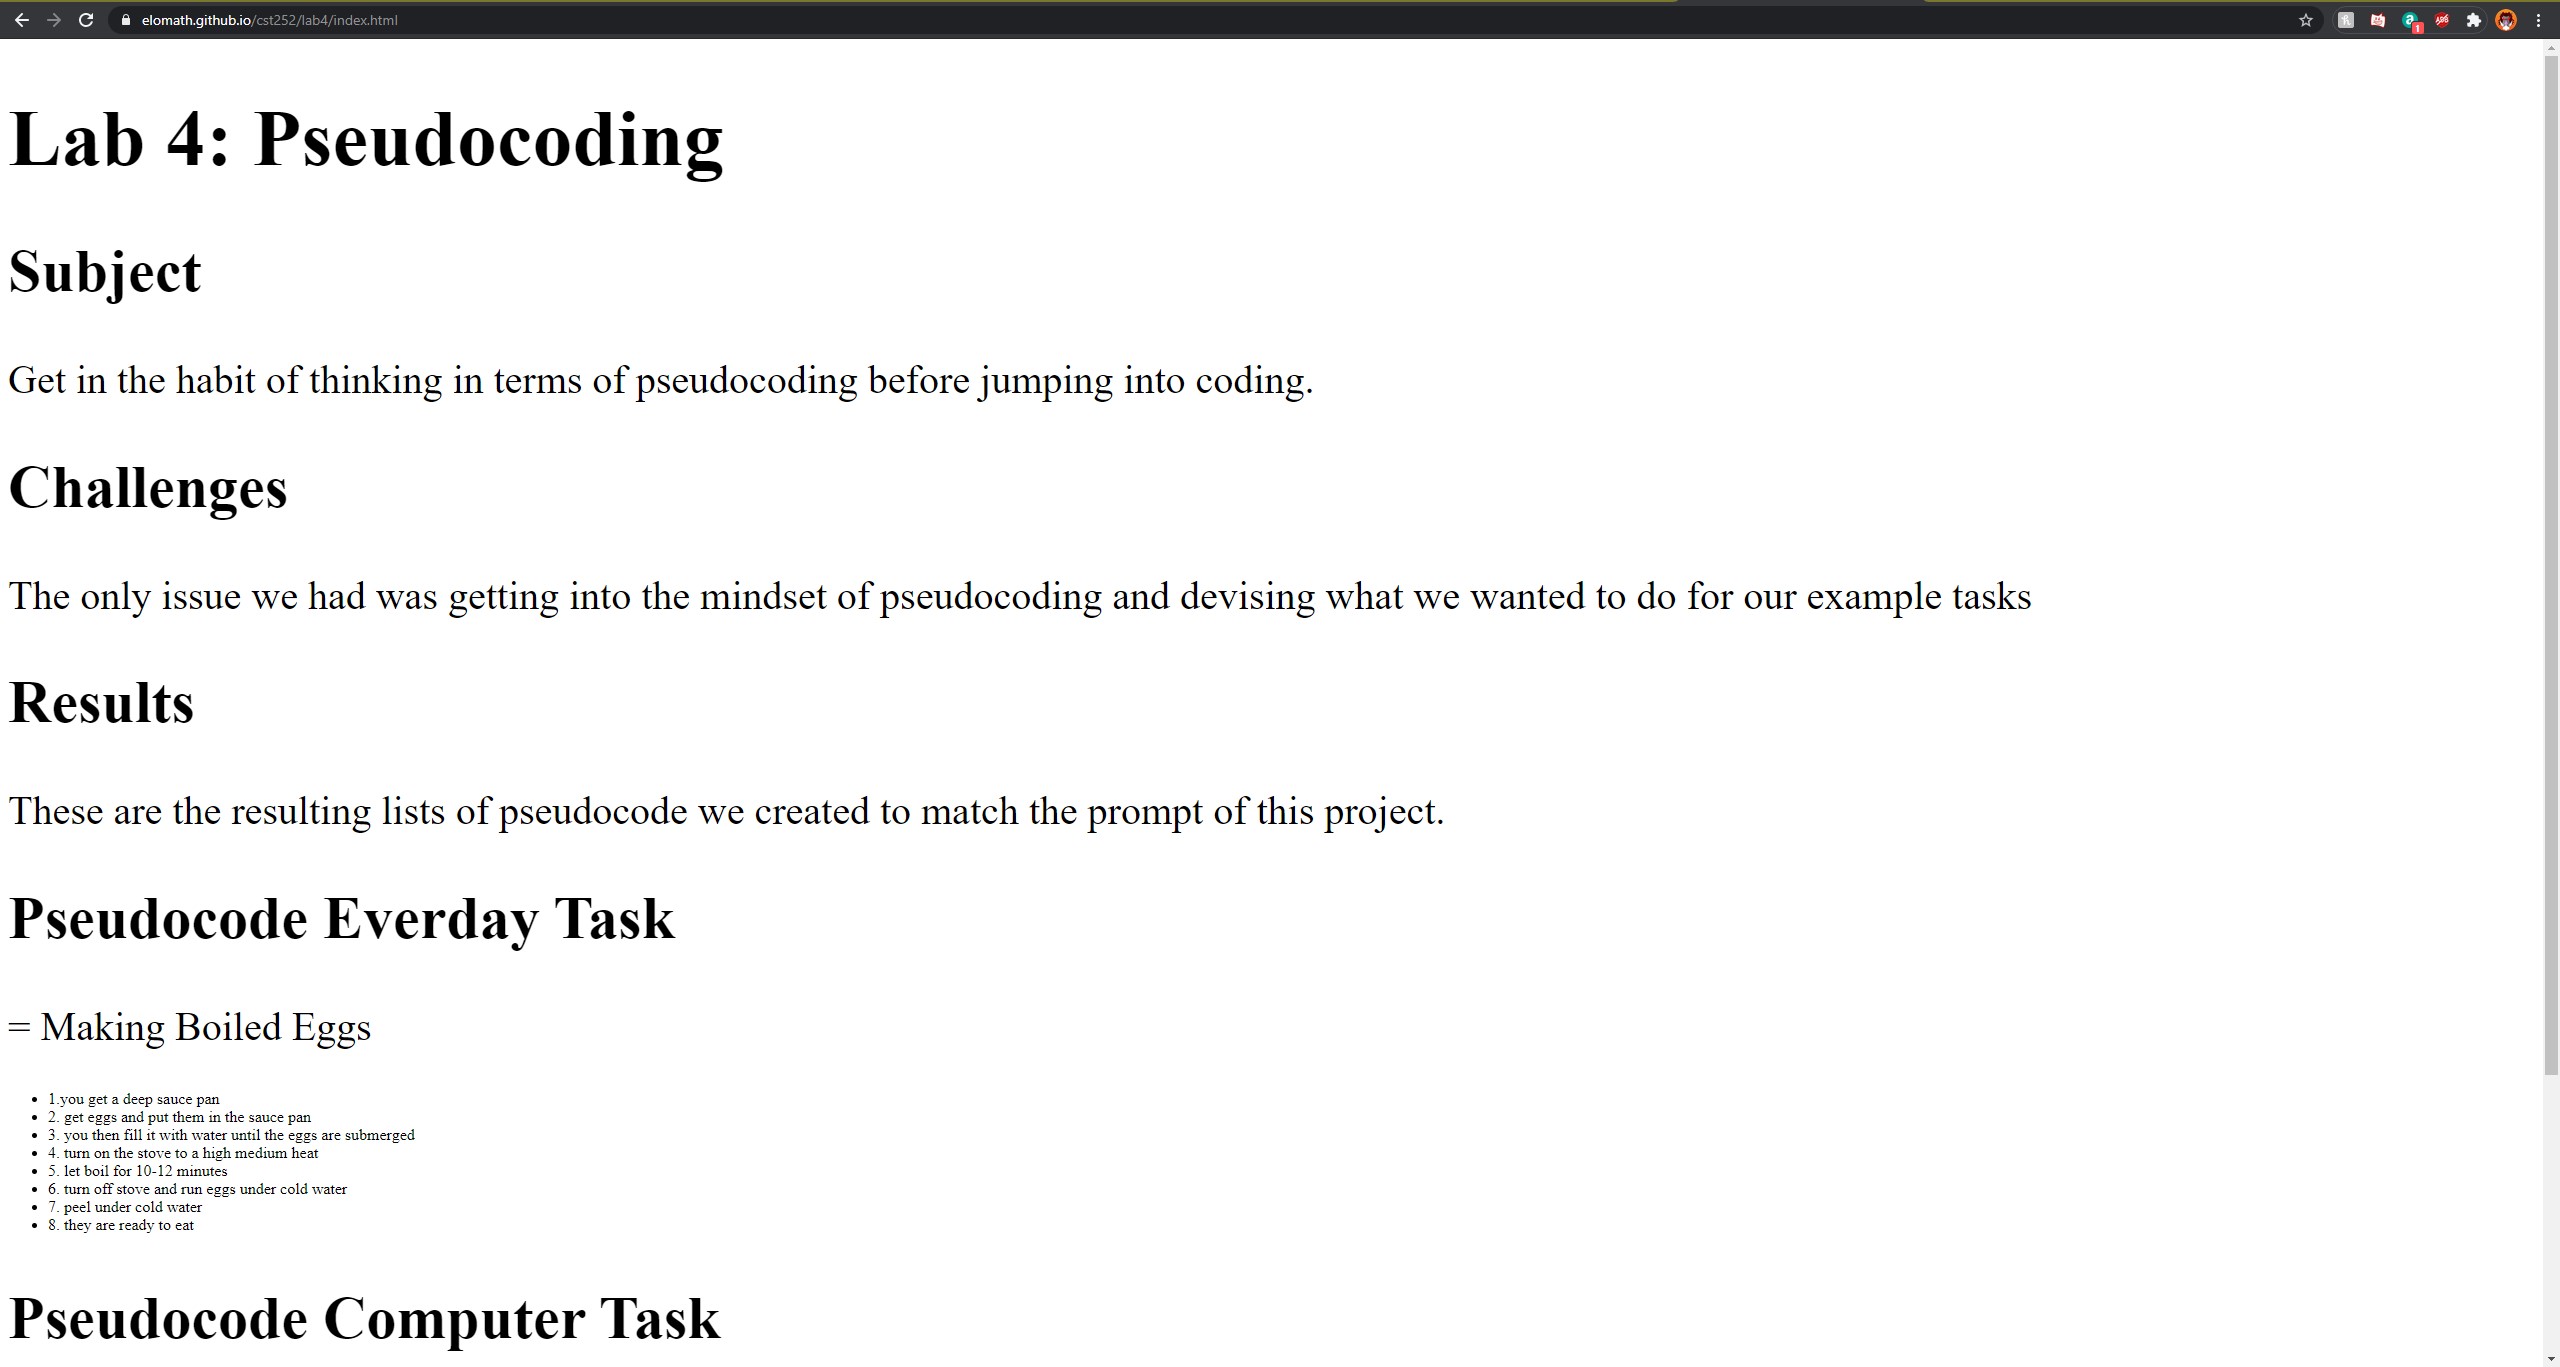 elomath.github.io/cst252/lab4/index.html
1
Lab 4: Pseudocoding
Subject
Get in the habit of thinking in terms of pseudocoding before jumping into coding.
Challenges
The only issue we had was getting into the mindset of pseudocoding and devising what we wanted to do for our example tasks
Results
These are the resulting lists of pseudocode we created to match the prompt of this project.
Pseudocode Everday Task
= Making Boiled Eggs
• 1.you get a deep sauce pan
• 2. get eggs and put them in the sauce pan
• 3. you then fill it with water until the eggs are submerged
• 4. turn on the stove to a high medium heat
• 5. let boil for 10-12 minutes
• 6. turn off stove and run eggs under cold water
• 7. peel under cold water
• 8. they are ready to eat
Pseudocode Computer Task